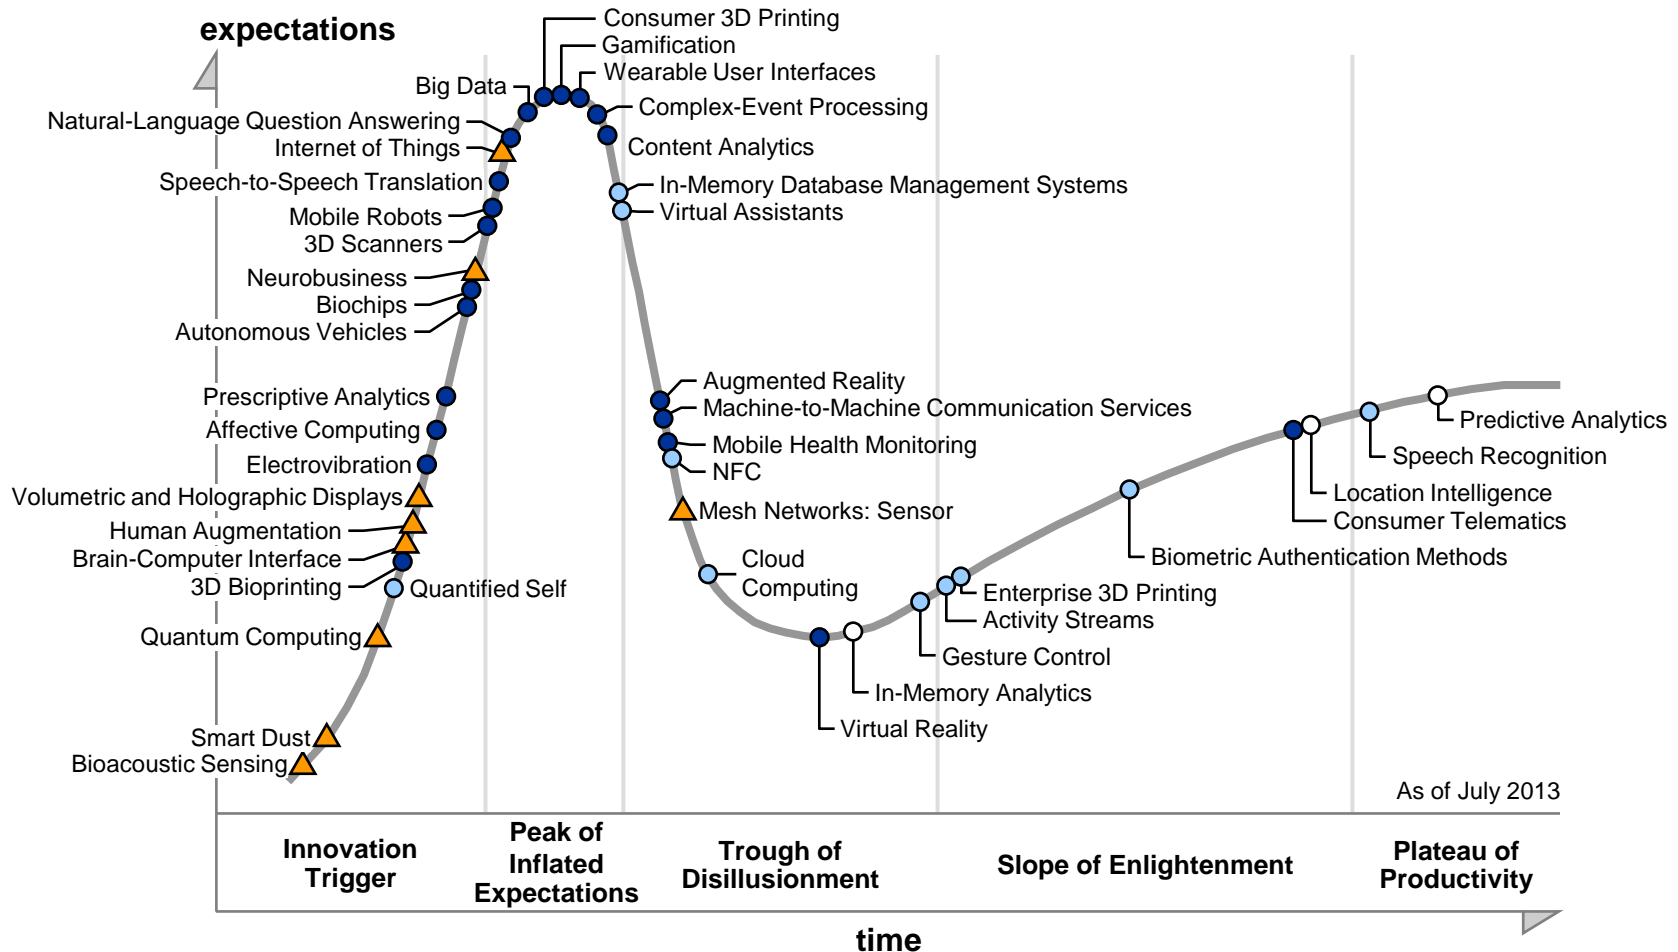 expectations
Consumer 3D Printing
Gamification
Wearable User Interfaces
Big Data
Complex-Event Processing
Natural-Language Question Answering
Internet of Things
Content Analytics
Speech-to-Speech Translation
In-Memory Database Management Systems
Mobile Robots
Virtual Assistants
3D Scanners
Neurobusiness
Biochips
Autonomous Vehicles
Prescriptive Analytics
Affective Computing
Electrovibration
Volumetric and Holographic Displays
Human Augmentation
Brain-Computer Interface
3D Bioprinting
Quantified Self
Quantum Computing
Smart Dust
Bioacoustic Sensing
Augmented Reality
Machine-to-Machine Communication Services
Mobile Health Monitoring
NFC
Mesh Networks: Sensor
Cloud
Computing
Enterprise 3D Printing
Activity Streams
Gesture Control
In-Memory Analytics
Virtual Reality
Predictive Analytics
Speech Recognition
Location Intelligence
Consumer Telematics
Biometric Authentication Methods
As of July 2013
Innovation
Trigger
Peak of
Inflated
Expectations
Trough of
Disillusionment
Slope of Enlightenment
Plateau of
Productivity
time